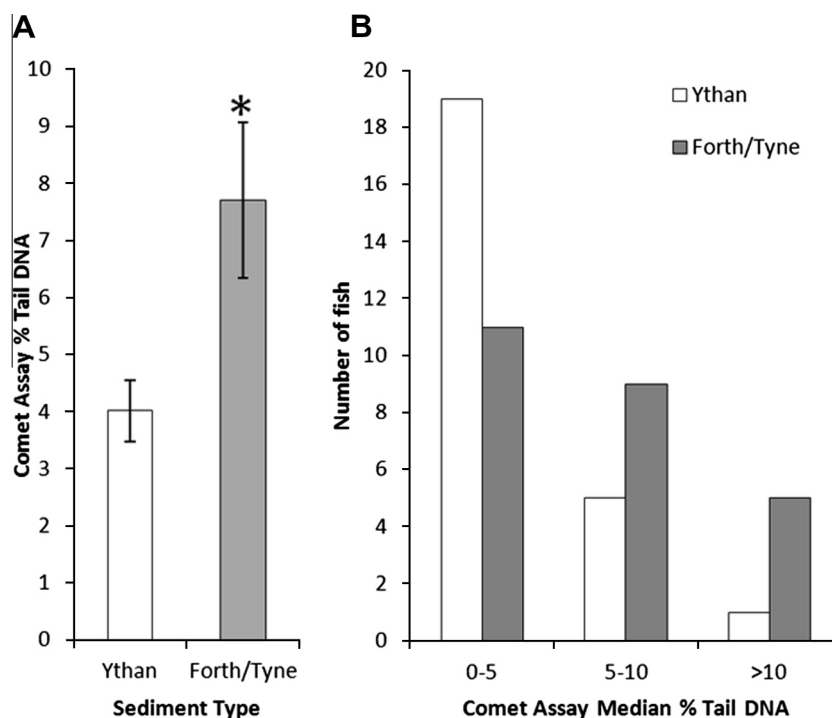 A
Comet Assay % Tail DNA
10
9
8
7
6
5
4
3
2
1
0
*
Ythan Forth/Tyne
Sediment Type
B
Number of fish
20
18
16
14
12
10
8
6
4
2
0
Ythan
Forth/Tyne
0-5 5-10 >10
Comet Assay Median % Tail DNA